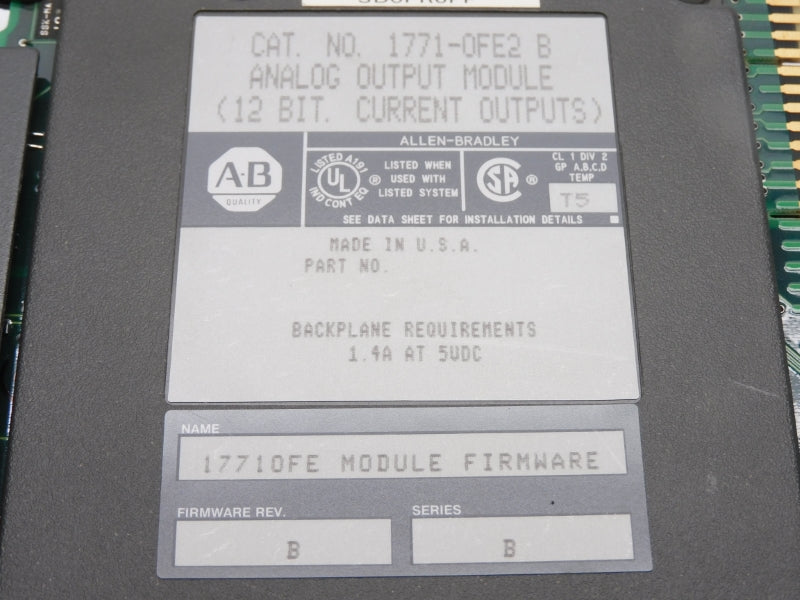 CAT. NO. 1771-OFE2 B
ANALOG OUTPUT MODULE
(12 BIT. CURRENT OUTPUTS)
ALLEN-BRADLEY
A-B
QUALITY
LISTED A191
UL
IND CONT EQ
®
LISTED WHEN
USED WITH
LISTED SYSTEM
SA
®
CL 1 DIV 2
GP A,B,C,D
TEMP
T5
SEE DATA SHEET FOR INSTALLATION DETAILS
MADE IN U.S.A.
PART NO.
BACKPLANE REQUIREMENTS
1.4A AT 5VDC
NAME
1771OFE MODULE FIRMWARE
FIRMWARE REV.
SERIES
B
B